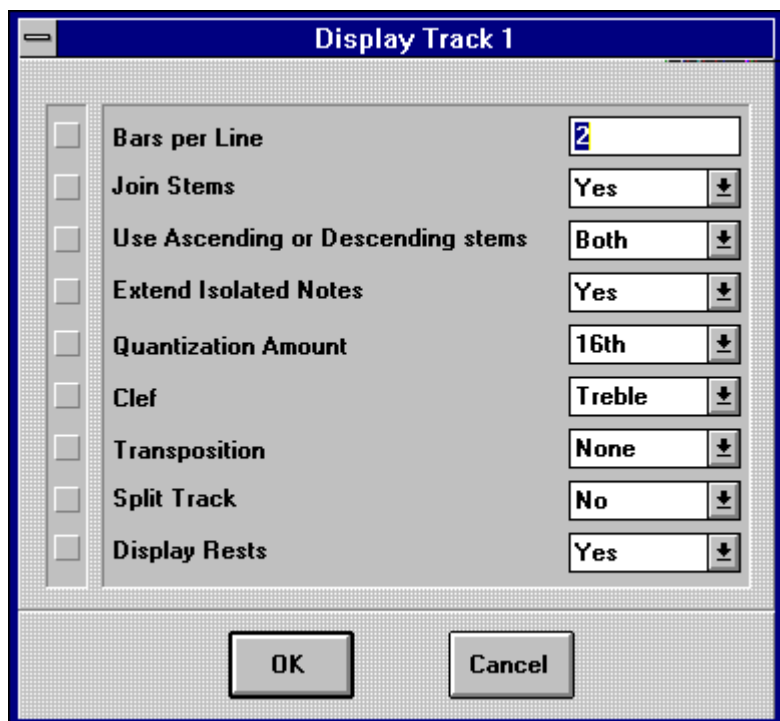 Display Track 1
Bars per Line 2
Join Stems Yes
Use Ascending or Descending stems Both
Extend Isolated Notes Yes
Quantization Amount 16th
Clef Treble
Transposition None
Split Track No
Display Rests Yes
OK Cancel